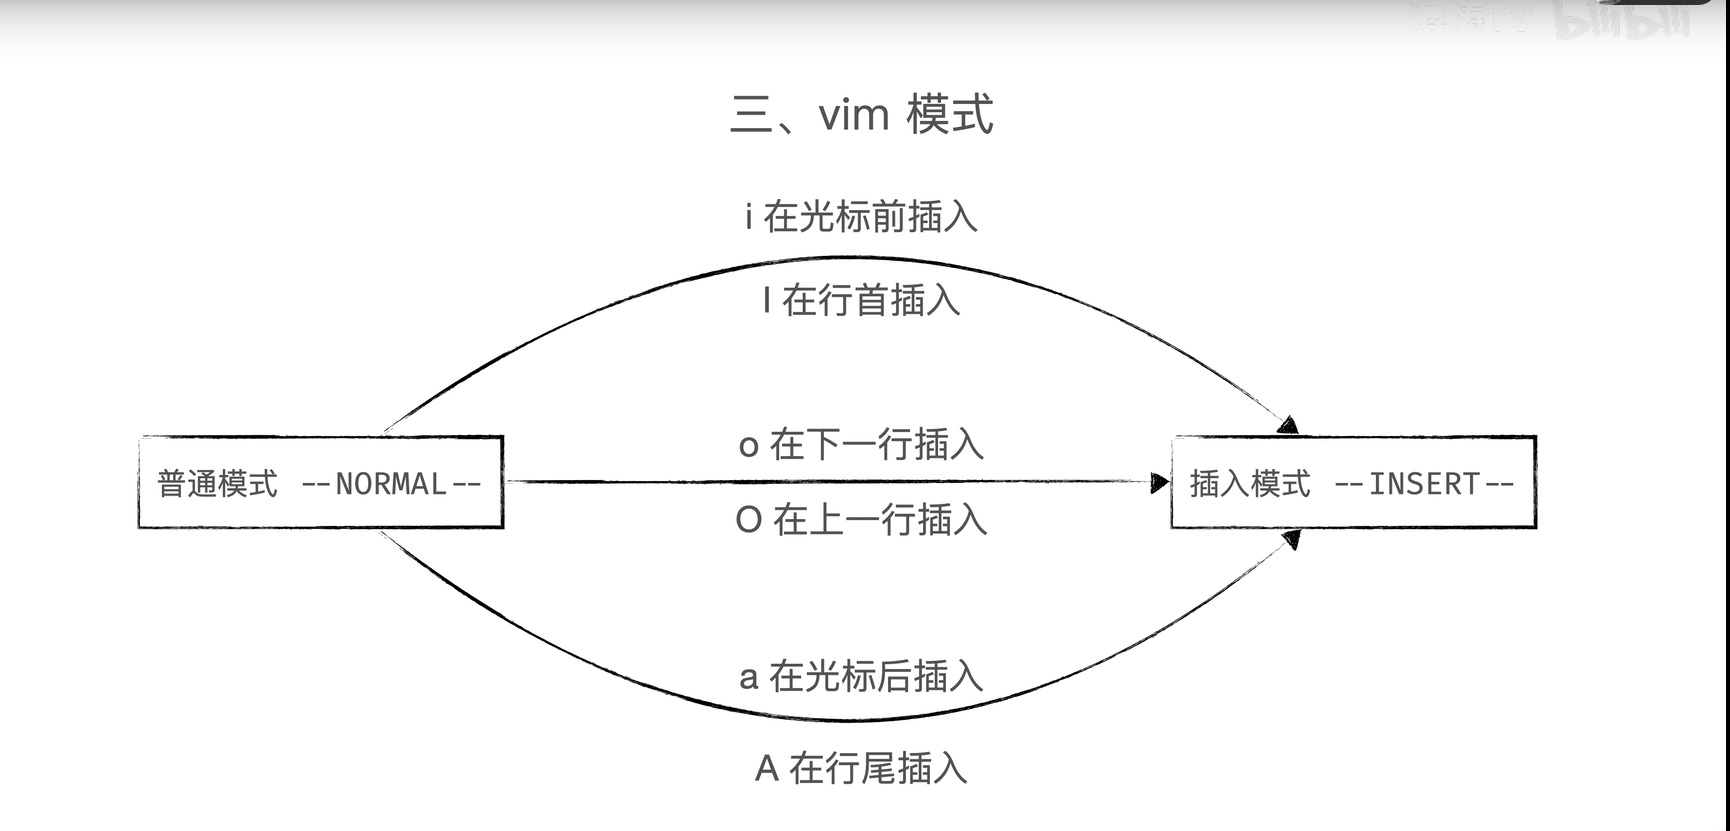 三、vim 模式
i 在光标前插入
I 在行首插入
o 在下一行插入
普通模式 --NORMAL--
插入模式 --INSERT--
O 在上一行插入
a 在光标后插入
A 在行尾插入